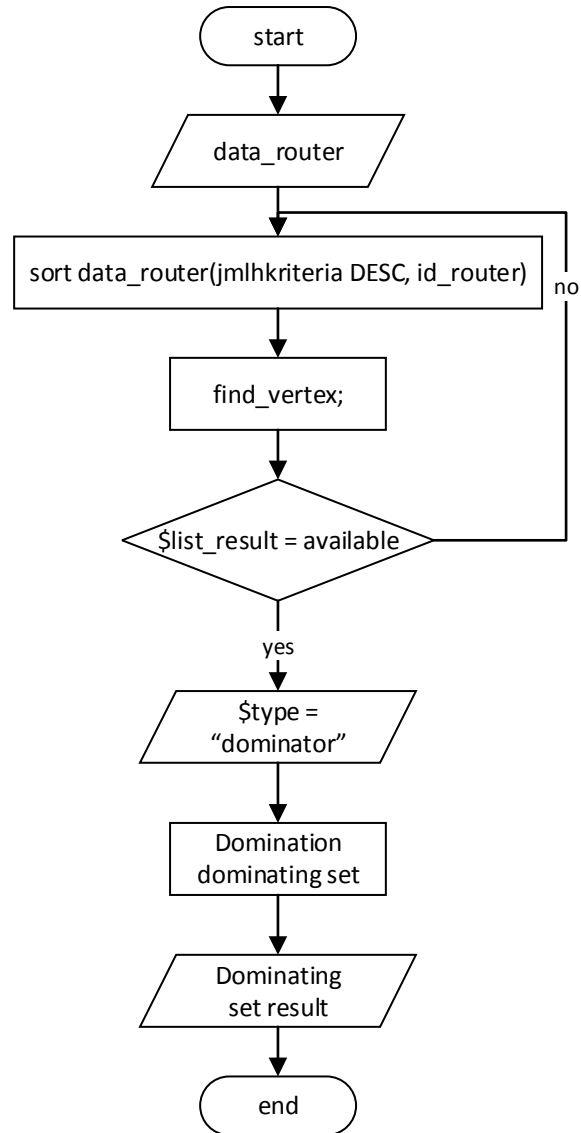 start
data_router
sort data_router(jmlhkriteria DESC, id_router)
no
find_vertex;
$list_result = available
yes
$type =
“dominator”
Domination
dominating set
Dominating
set result
end